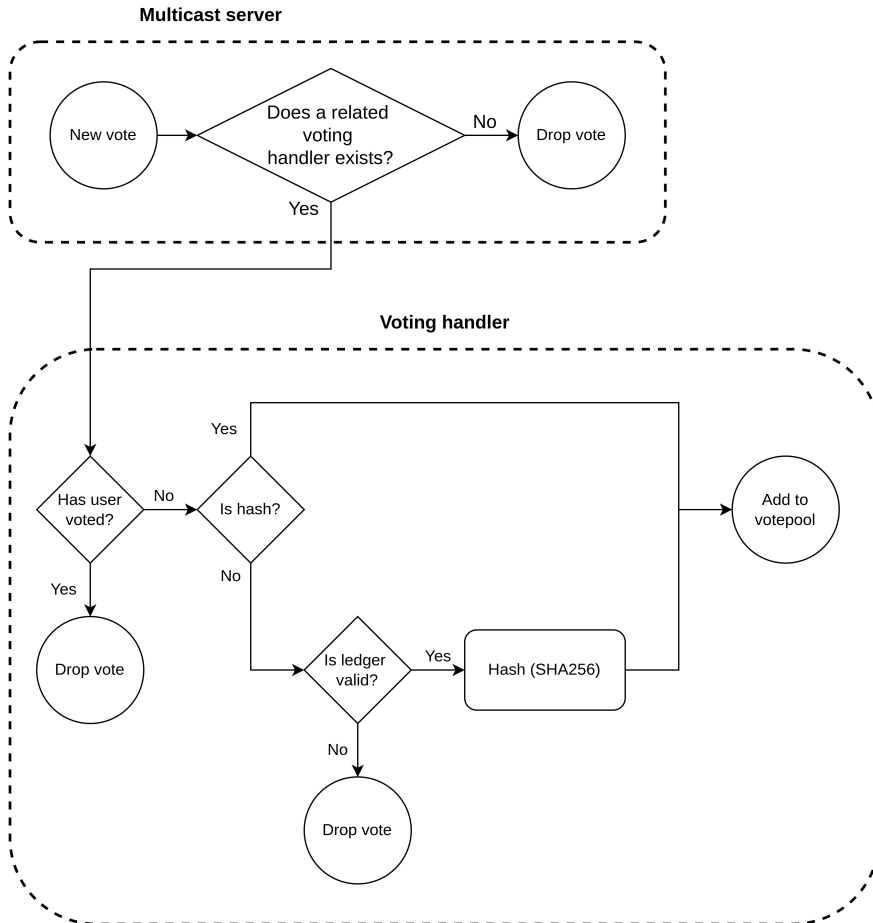 Multicast server
New vote
Does a related
voting
handler exists?
No
Drop vote
Yes
Voting handler
Yes
Has user
voted?
No
Is hash?
Add to
votepool
Yes
No
Drop vote
Is ledger
valid?
Yes
Hash (SHA256)
No
Drop vote